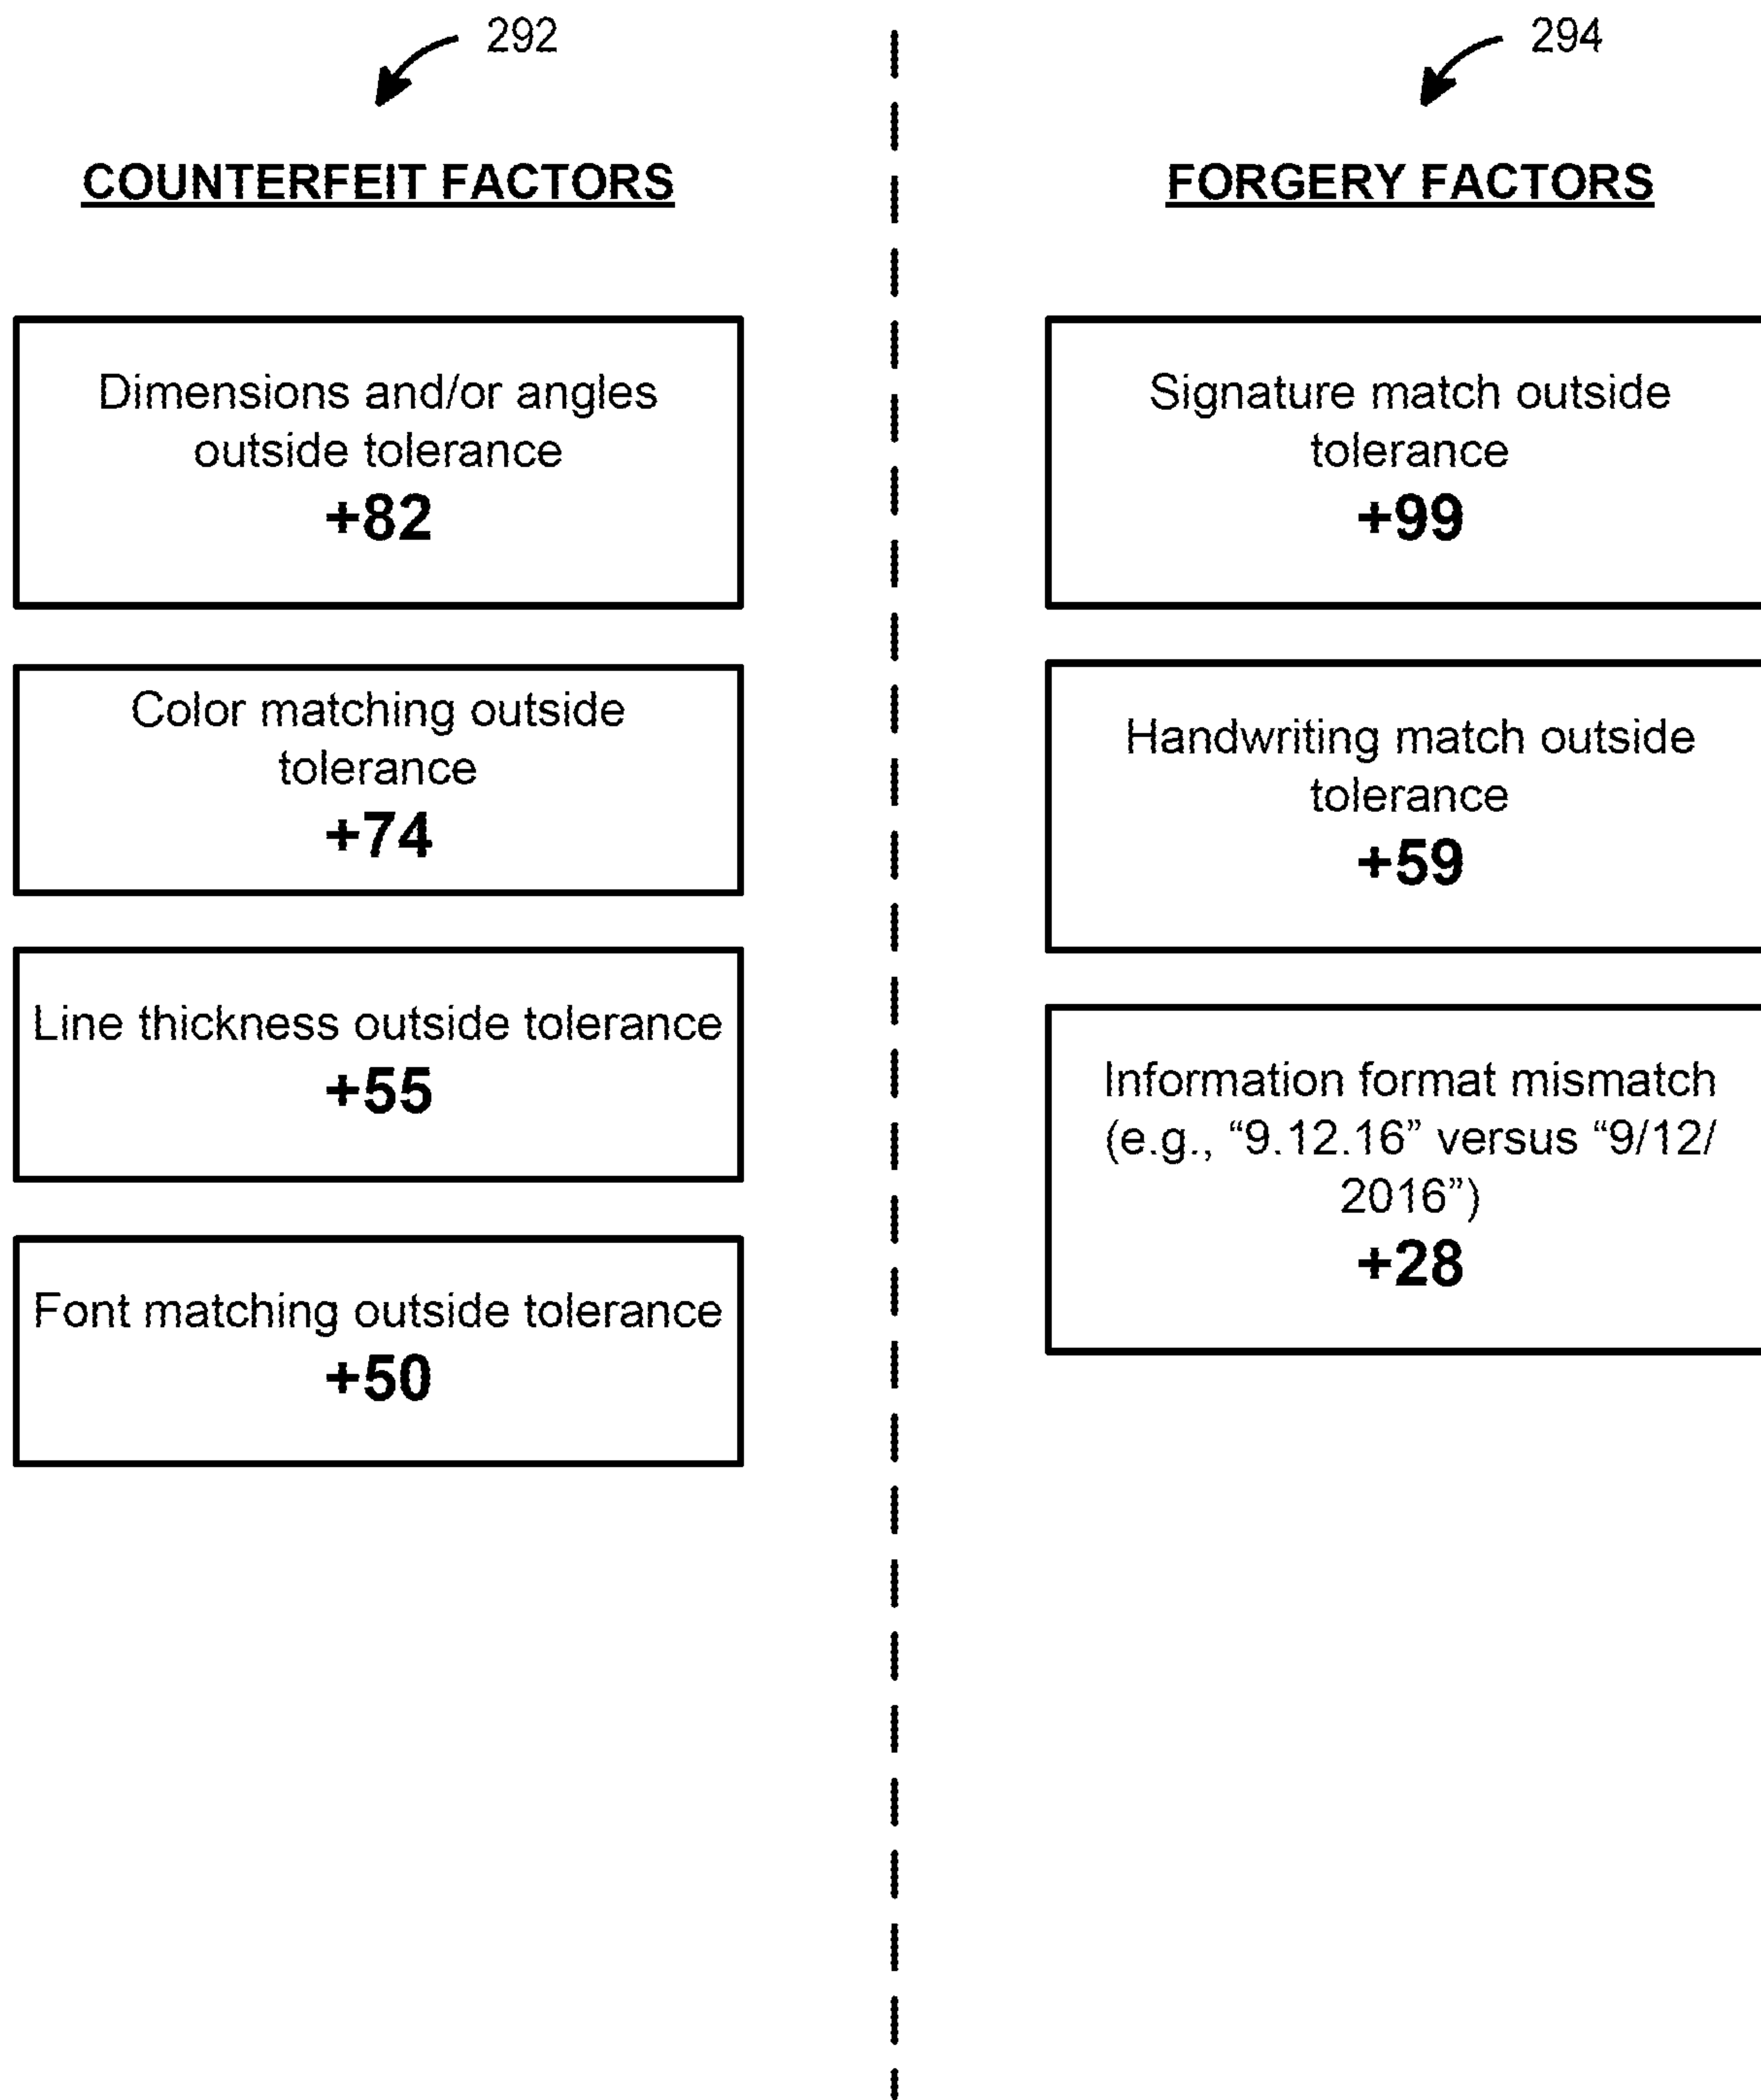 292
COUNTERFEIT FACTORS
Dimensions and/or angles
outside tolerance
+82
Color matching outside
tolerance
+74
Line thickness outside tolerance
+55
Font matching outside tolerance
+50
294
FORGERY FACTORS
Signature match outside
tolerance
+99
Handwriting match outside
tolerance
+59
Information format mismatch
(e.g., “9.12.16” versus “9/12/
2016”)
+28